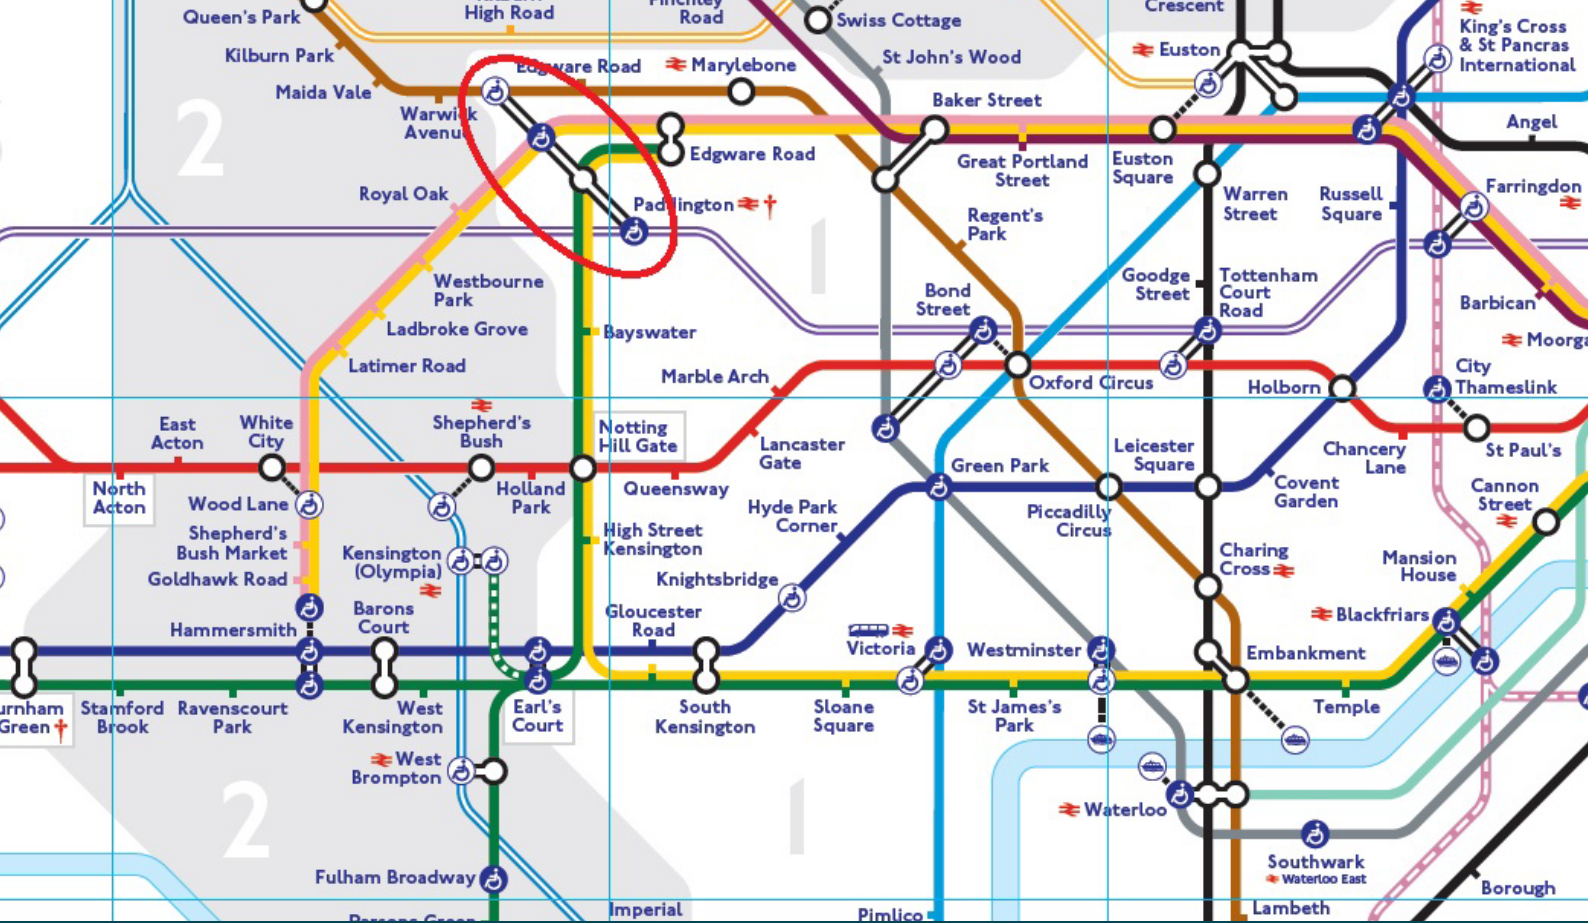 Queen's Park
High Road
Road
Swiss Cottage
Crescent
King's Cross
& St Pancras
International
Euston
Kilburn Park
St John's Wood
Edgware Road
Marylebone
Maida Vale
Warwick
Avenue
2
Baker Street
Angel
Edgware Road
Great Portland
Street
Euston
Square
Royal Oak
Paddington
†
Warren
Street
Russell
Square
Farringdon
Regent's
Park
1
Westbourne
Park
Bond
Street
Goodge
Street
Tottenham
Court
Road
Barbican
Ladbroke Grove
Bayswater
Latimer Road
Marble Arch
Oxford Circus
Holborn
City
Thameslink
East
Acton
White
City
Shepherd's
Bush
Notting
Hill Gate
Lancaster
Gate
Leicester
Square
Chancery
Lane
St Paul's
North
Acton
Wood Lane
Holland
Park
Queensway
Green Park
Covent
Garden
Cannon
Street
Hyde Park
Corner
Piccadilly
Circus
Shepherd's
Bush Market
Kensington
(Olympia)
High Street
Kensington
Goldhawk Road
Knightsbridge
Charing
Cross
Mansion
House
Barons
Court
Gloucester
Road
Blackfriars
Hammersmith
Victoria
Westminster
Embankment
Green †
Stamford
Brook
Ravenscourt
Park
West
Kensington
Earl's
Court
South
Kensington
Sloane
Square
St James's
Park
Temple
West
Brompton
2
1
Waterloo
Southwark
Waterloo East
Fulham Broadway
Borough
Imperial
Pimlico
Lambeth